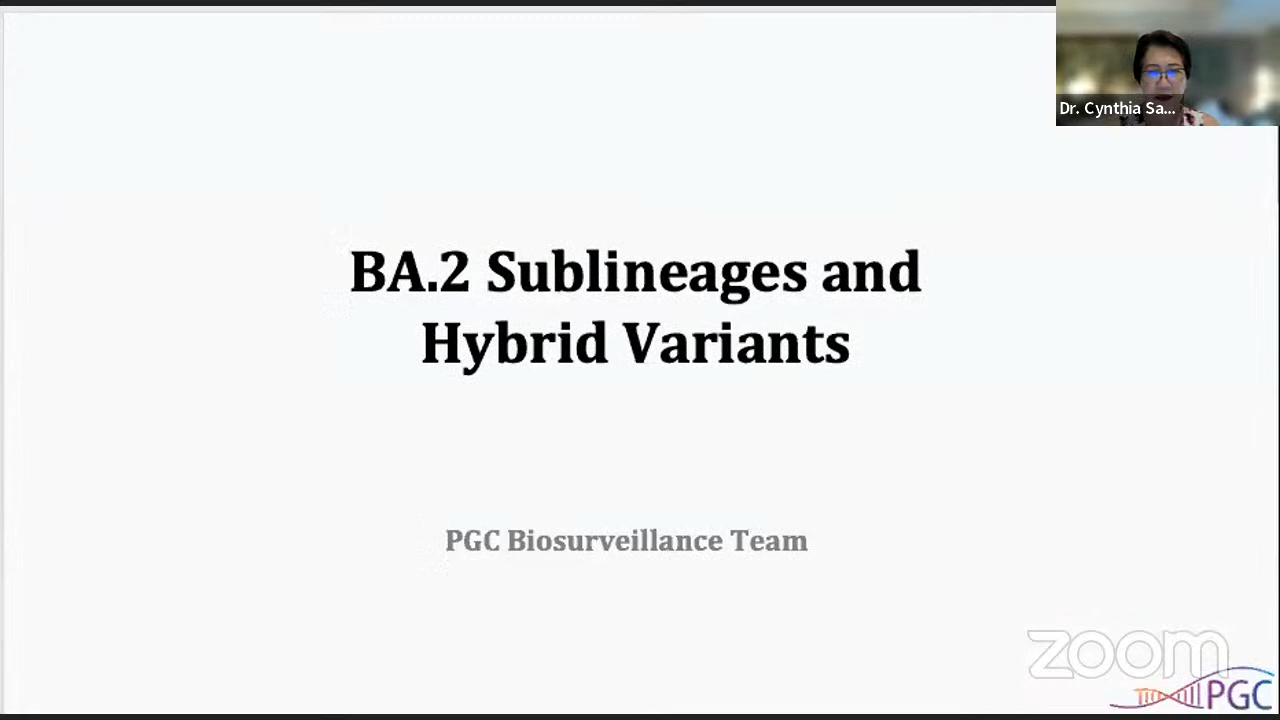 Dr. Cynthia Sa...
BA.2 Sublineages and
Hybrid Variants
PGC Biosurveillance Team
zoom
PGC